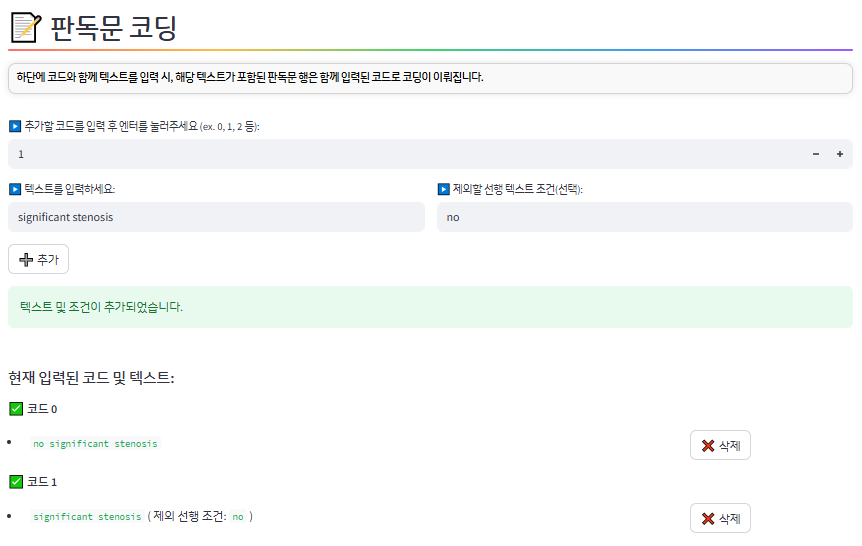 판독문 코딩
하단에 코드와 함께 텍스트를 입력 시, 해당 텍스트가 포함된 판독문 행은 함께 입력된 코드로 코딩이 이뤄집니다.
추가할 코드를 입력 후 엔터를 눌러주세요 (ex. 0, 1, 2 등):
1 − +
텍스트를 입력하세요: 제외할 선행 텍스트 조건(선택):
significant stenosis no
추가
텍스트 및 조건이 추가되었습니다.
현재 입력된 코드 및 텍스트:
코드 0
• no significant stenosis 삭제
코드 1
• significant stenosis ( 제외 선행 조건: no ) 삭제